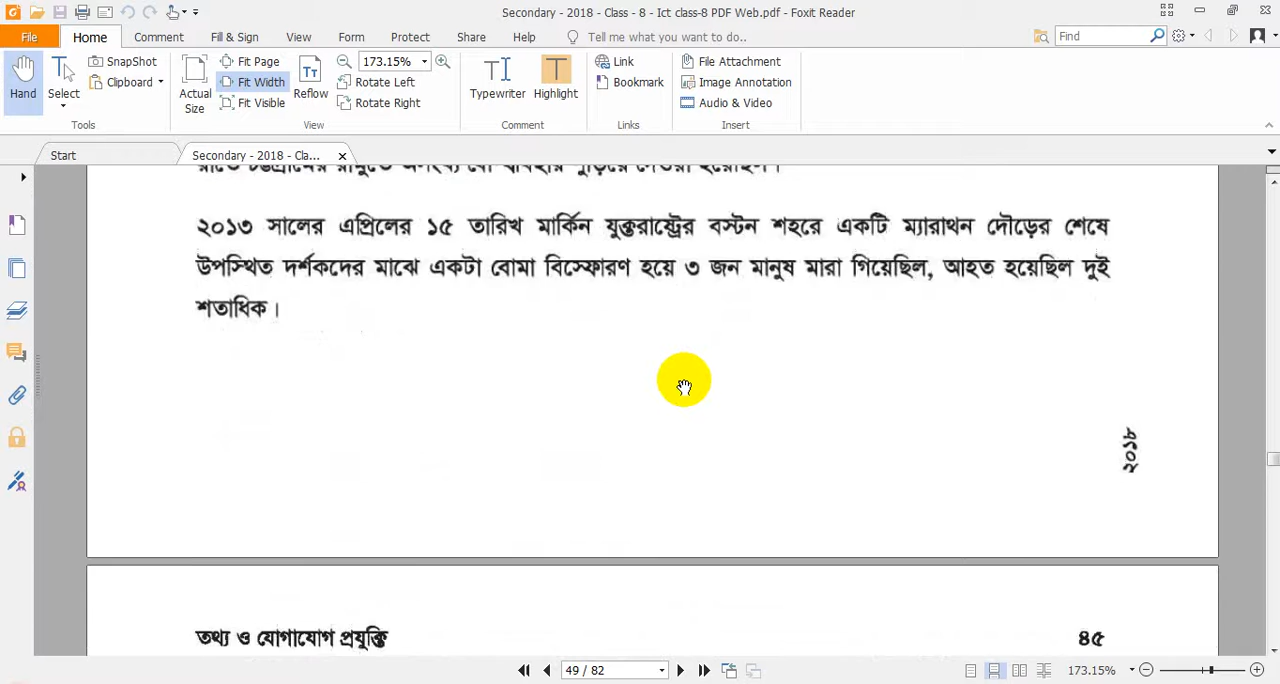 Secondary - 2018 - Class - 8 - Ict class-8 PDF Web.pdf - Foxit Reader
File Home Comment Fill & Sign View Form Protect Share Help Tell me what you want to do.. Find
Hand
Select
SnapShot
Clipboard
Tools
Actual Size
Fit Page
Fit Width
Fit Visible
Reflow
173.15%
Rotate Left
Rotate Right
View
Typewriter
Highlight
Comment
Link
Bookmark
Links
File Attachment
Image Annotation
Audio & Video
Insert
Start
Secondary - 2018 - Cla...
২০১৩ সালের এপ্রিলের ১৫ তারিখ মার্কিন যুক্তরাষ্ট্রের বস্টন শহরে একটি ম্যারাথন দৌড়ের শেষে
উপস্থিত দর্শকদের মাঝে একটা বোমা বিস্ফোরণ হয়ে ৩ জন মানুষ মারা গিয়েছিল, আহত হয়েছিল দুই
শতাধিক।
২০১৮
তথ্য ও যোগাযোগ প্রযুক্তি ৪৫
49 / 82
173.15%